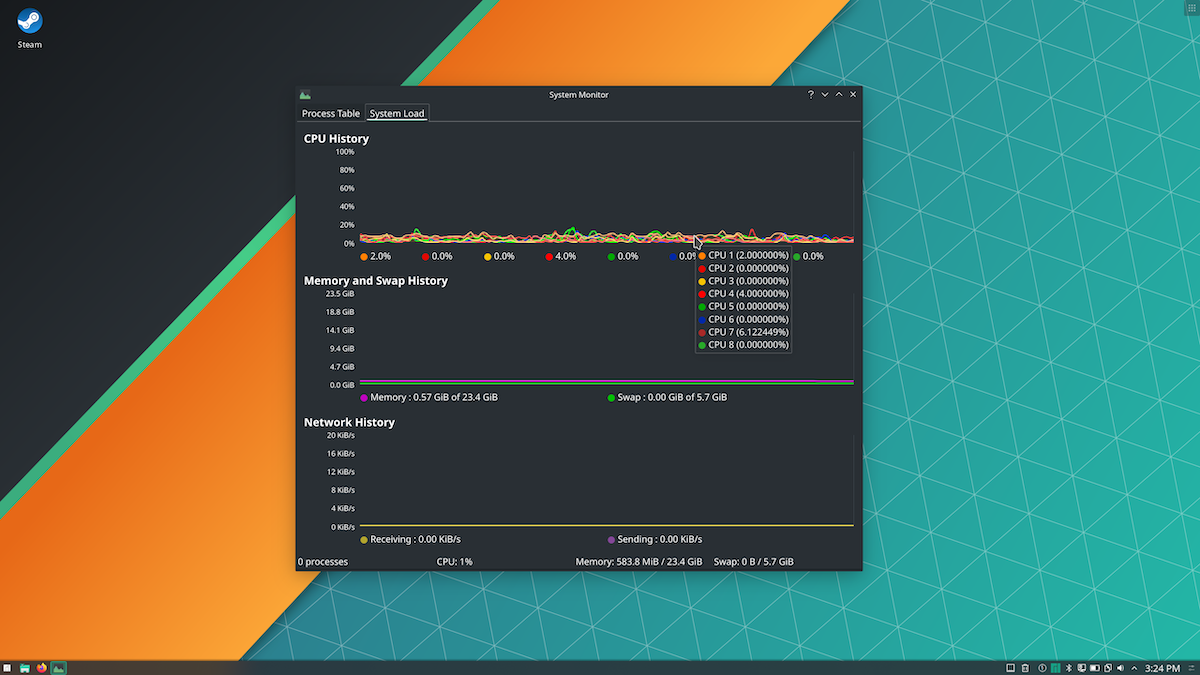 Steam
System Monitor
Process Table System Load
CPU History
100%
80%
60%
40%
20%
0%
2.0% 0.0% 0.0% 4.0% 0.0% 0.0% 0.0%
CPU 1 (2.000000%)
CPU 2 (0.000000%)
CPU 3 (0.000000%)
CPU 4 (4.000000%)
CPU 5 (0.000000%)
CPU 6 (0.000000%)
CPU 7 (6.122449%)
CPU 8 (0.000000%)
Memory and Swap History
23.5 GiB
18.8 GiB
14.1 GiB
9.4 GiB
4.7 GiB
0.0 GiB
Memory : 0.57 GiB of 23.4 GiB Swap : 0.00 GiB of 5.7 GiB
Network History
20 KiB/s
16 KiB/s
12 KiB/s
8 KiB/s
4 KiB/s
0 KiB/s
Receiving : 0.00 KiB/s Sending : 0.00 KiB/s
0 processes CPU: 1% Memory: 583.8 MiB / 23.4 GiB Swap: 0 B / 5.7 GiB
3:24 PM